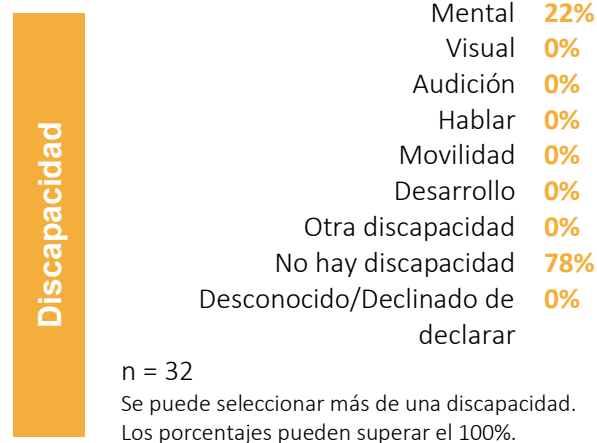 Discapacidad
Mental 22%
Visual 0%
Audición 0%
Hablar 0%
Movilidad 0%
Desarrollo 0%
Otra discapacidad 0%
No hay discapacidad 78%
Desconocido/Declinado de 0%
declarar
n = 32
Se puede seleccionar más de una discapacidad.
Los porcentajes pueden superar el 100%.